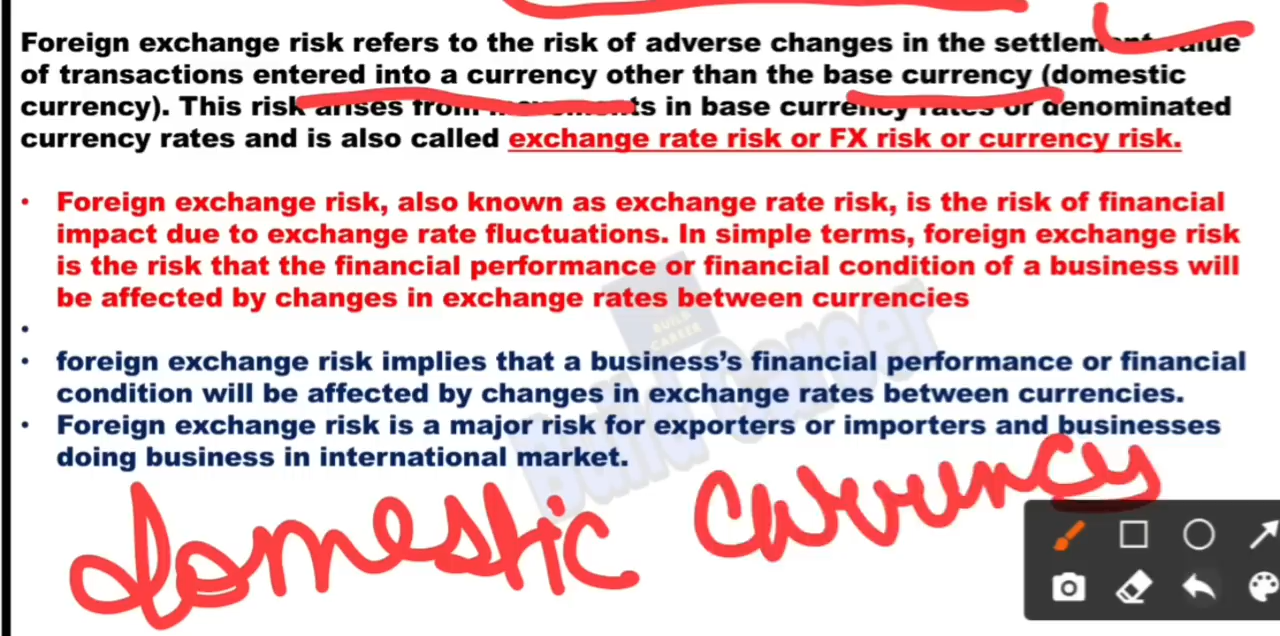 Foreign exchange risk refers to the risk of adverse changes in the settlement value
of transactions entered into a currency other than the base currency (domestic
currency). This risk arises from movements in base currency rates or denominated
currency rates and is also called exchange rate risk or FX risk or currency risk.
• Foreign exchange risk, also known as exchange rate risk, is the risk of financial
impact due to exchange rate fluctuations. In simple terms, foreign exchange risk
is the risk that the financial performance or financial condition of a business will
be affected by changes in exchange rates between currencies
•
• foreign exchange risk implies that a business's financial performance or financial
condition will be affected by changes in exchange rates between currencies.
• Foreign exchange risk is a major risk for exporters or importers and businesses
doing business in international market.
BUILD
CAREER
Build Career
domestic currency